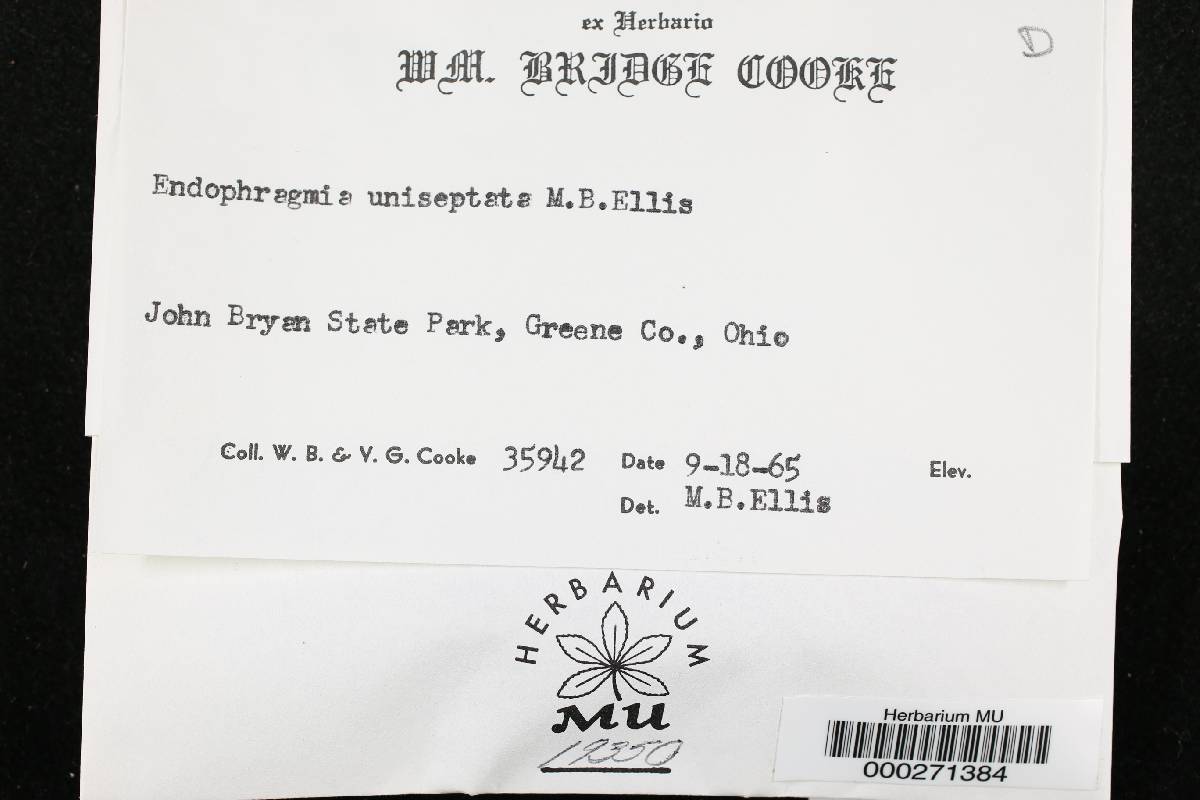 ex Herbario
D
WM. BRIDGE COOKE
Endophragmia uniseptata M.B.Ellis
John Bryan State Park, Greene Co., Ohio
Coll. W. B. & V. G. Cooke 35942 Date 9-18-65 Elev.
Det. M.B.Ellis
HERBARIUM
MU
19350
Herbarium MU
000271384